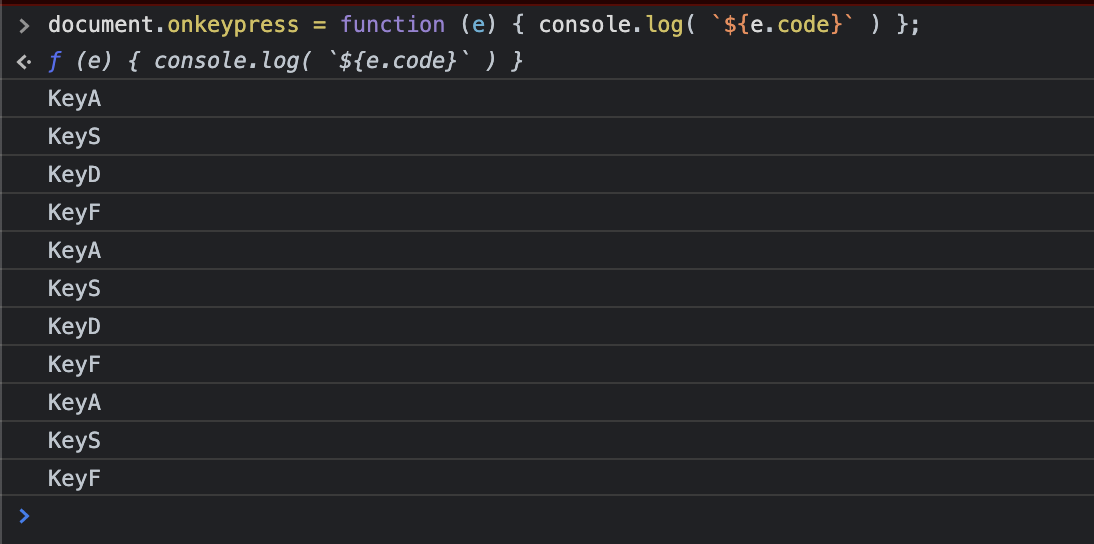 > document.onkeypress = function (e) { console.log( `${e.code}` ) };
<· ƒ (e) { console.log( `${e.code}` ) }
KeyA
KeyS
KeyD
KeyF
KeyA
KeyS
KeyD
KeyF
KeyA
KeyS
KeyF
>